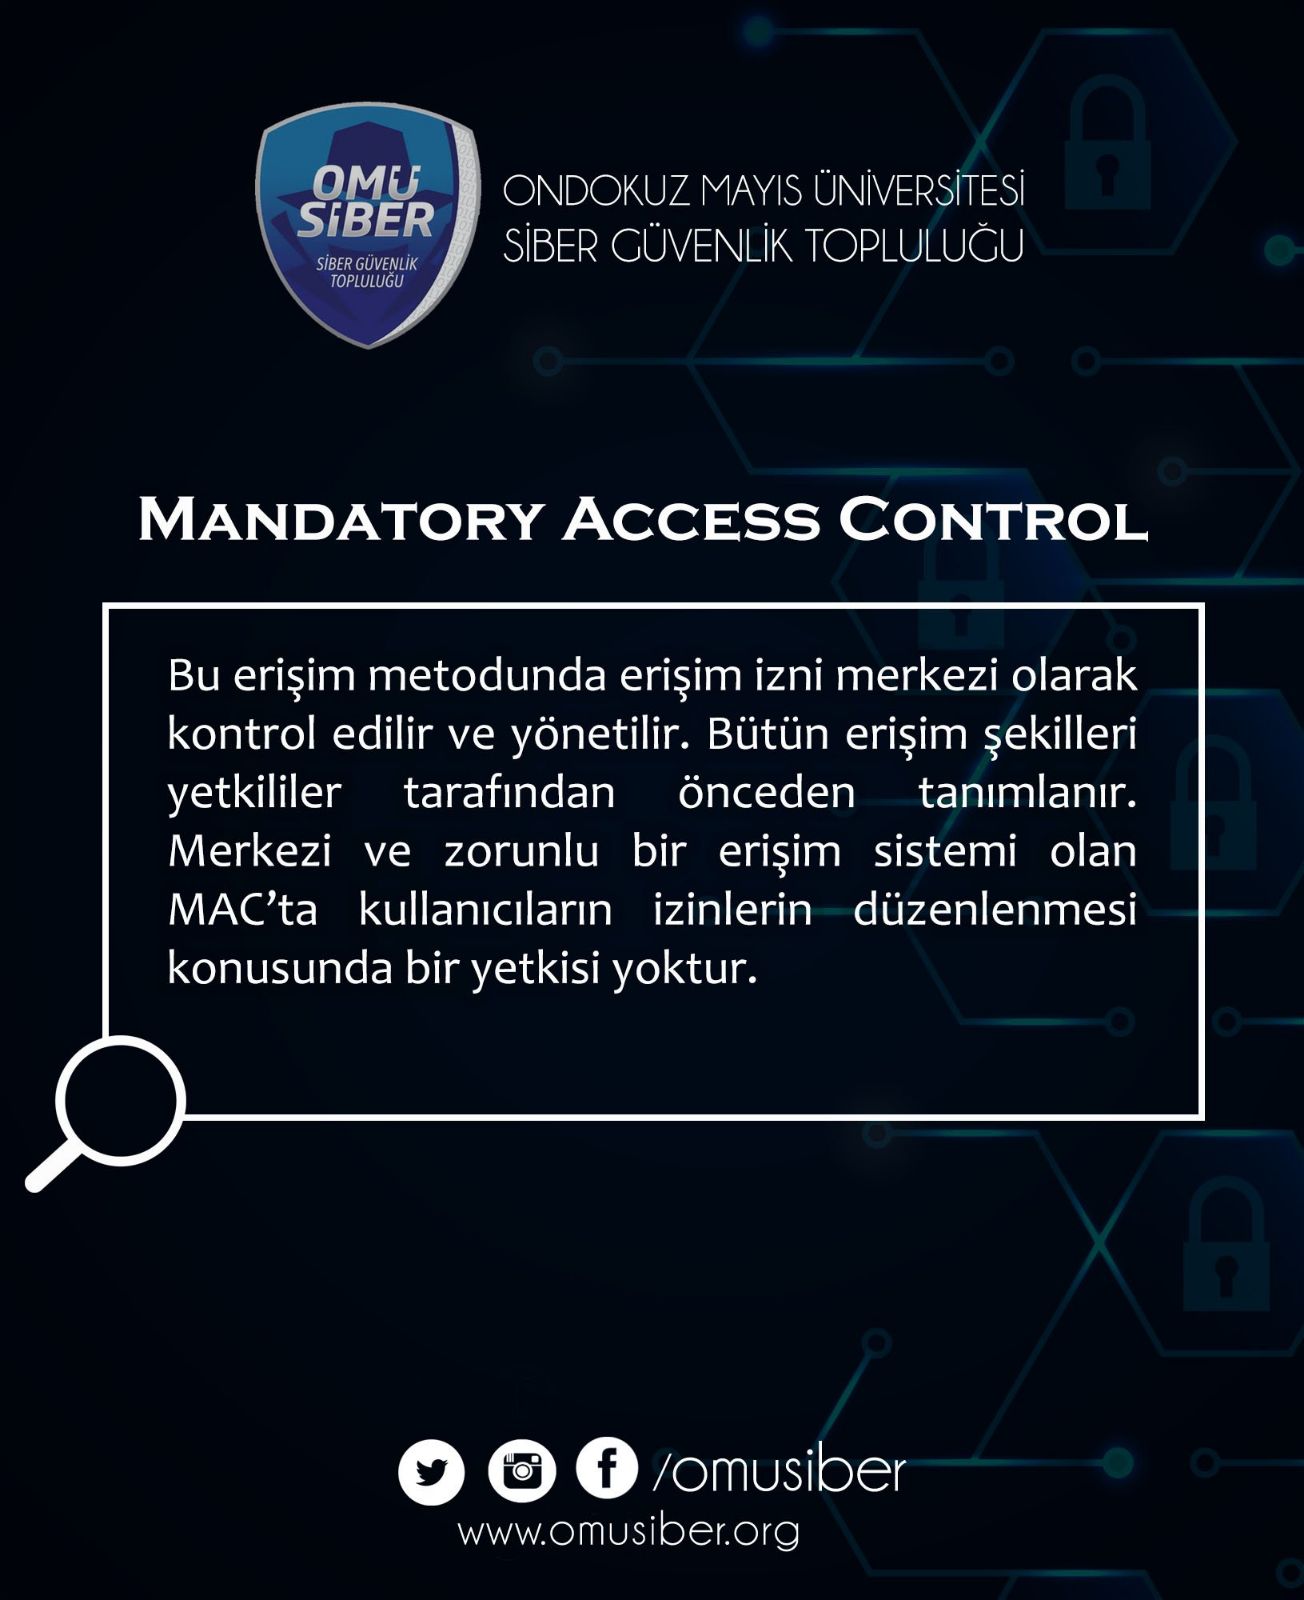 OMÜ
SİBER
SİBER GÜVENLİK
TOPLULUĞU
ONDOKUZ MAYIS ÜNİVERSİTESİ
SİBER GÜVENLİK TOPLULUĞU
MANDATORY ACCESS CONTROL
Bu erişim metodunda erişim izni merkezi olarak
kontrol edilir ve yönetilir. Bütün erişim şekilleri
yetkililer tarafından önceden tanımlanır.
Merkezi ve zorunlu bir erişim sistemi olan
MAC’ta kullanıcıların izinlerin düzenlenmesi
konusunda bir yetkisi yoktur.
/omusiber
www.omusiber.org